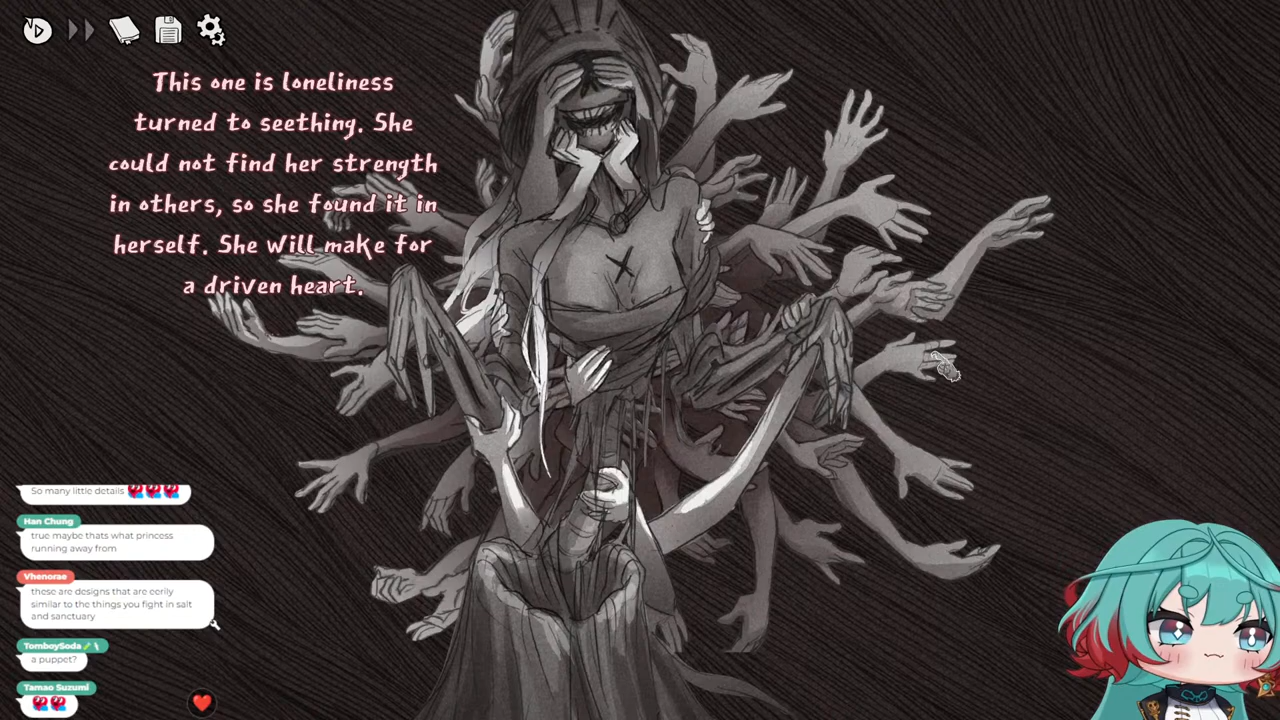 This one is loneliness
turned to seething. She
could not find her strength
in others, so she found it in
herself. She will make for
a driven heart.
So many little details
Han Chung
true maybe thats what princess
running away from
Vhenorae
these are designs that are eerily
similar to the things you fight in salt
and sanctuary
TomboySoda
a puppet?
Tamao Suzumi